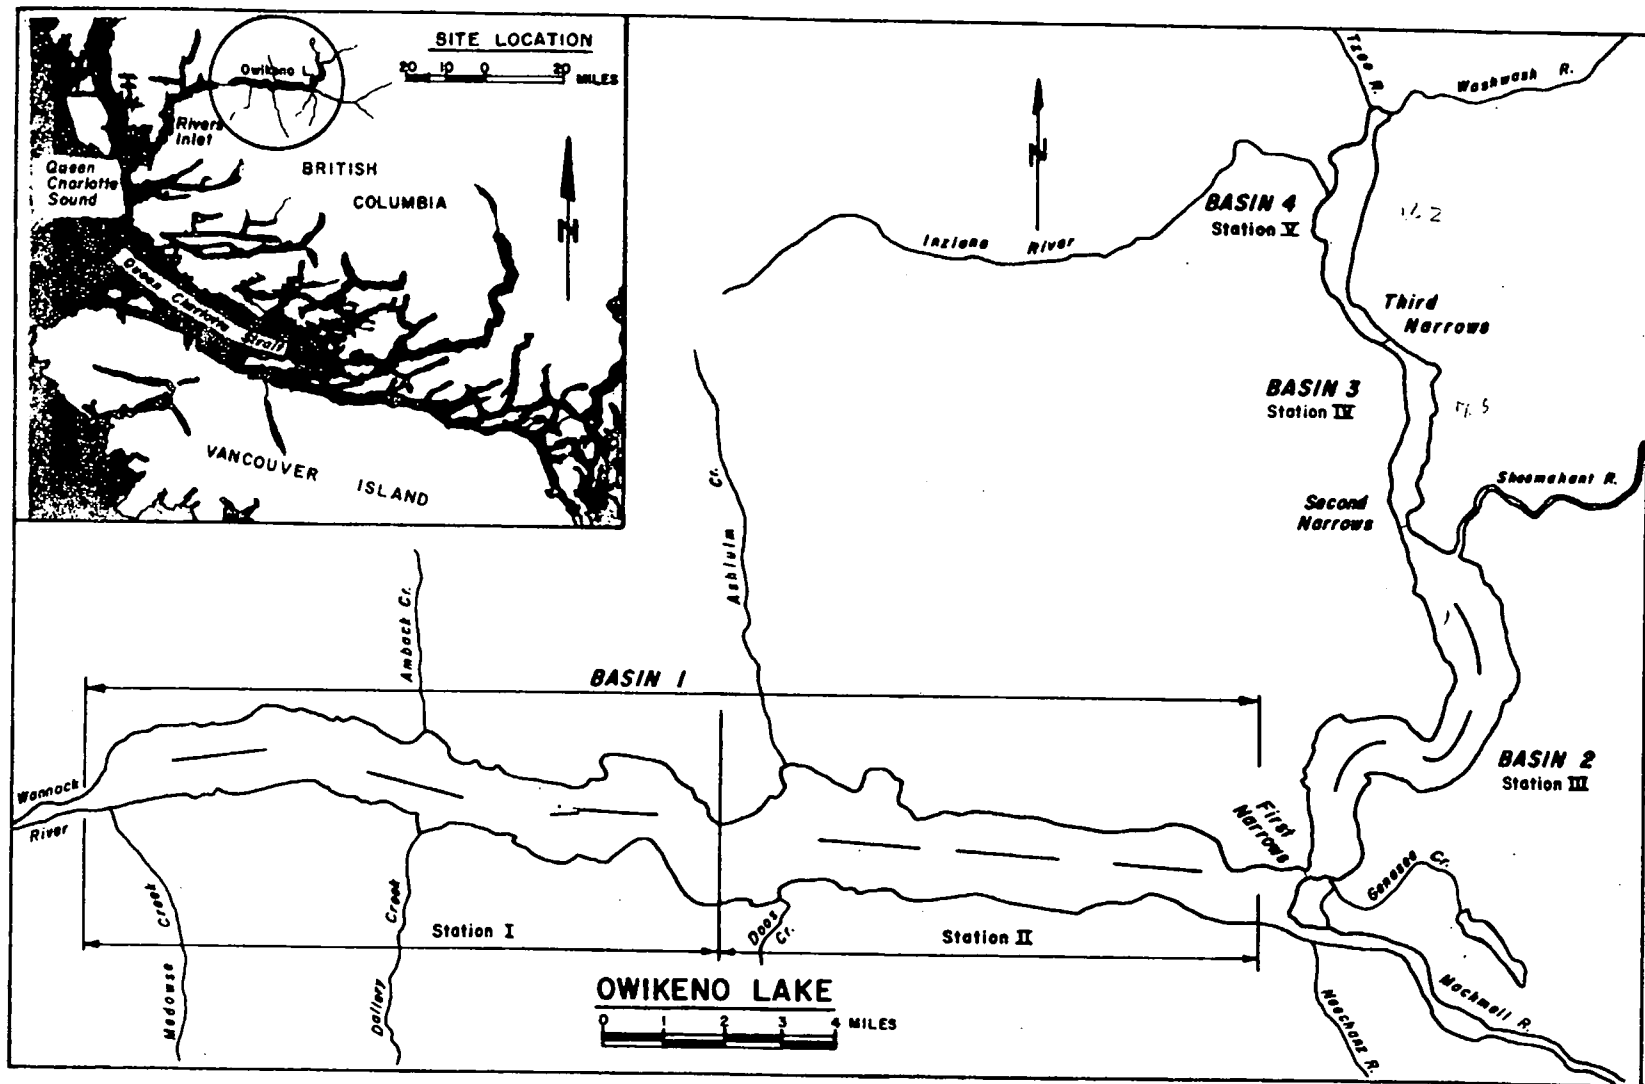 SITE LOCATION
20 10 0 20 MILES
Owikeno L.
Rivers
Inlet
Queen
Charlotte
Sound
BRITISH
COLUMBIA
N
Queen Charlotte Strait
VANCOUVER ISLAND
N
Tzeo R.
Washwash R.
BASIN 4
Station V
Inziana River
Third
Narrows
BASIN 3
Station IV
Sheemahant R.
Second
Narrows
Ashlulm Cr.
Amback Cr.
BASIN 1
BASIN 2
Station III
Wannock
River
First
Narrows
Genesee Cr.
Medowse Creek
Dallery Creek
Station I
Doos
Cr.
Station II
Machmell R.
Neechanz R.
OWIKENO LAKE
0 1 2 3 4 MILES